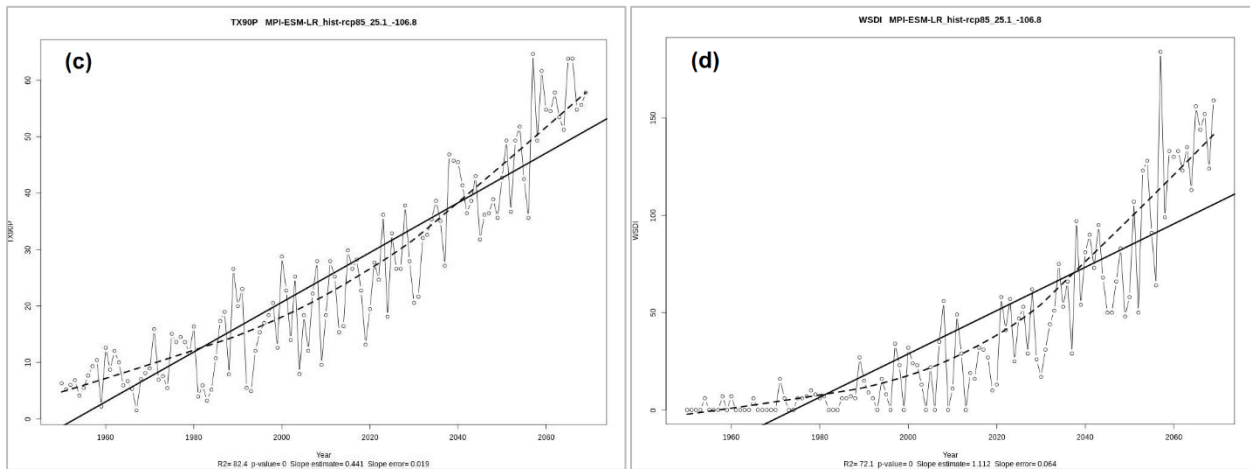 TX90P MPI-ESM-LR_hist-rcp85_25.1_-106.8
(c)
TX90P
60
50
40
30
20
10
0
1960 1980 2000 2020 2040 2060
Year
R2= 82.4 p-value= 0 Slope estimate= 0.441 Slope error= 0.019
WSDI MPI-ESM-LR_hist-rcp85_25.1_-106.8
(d)
WSDI
150
100
50
0
1960 1980 2000 2020 2040 2060
Year
R2= 72.1 p-value= 0 Slope estimate= 1.112 Slope error= 0.064